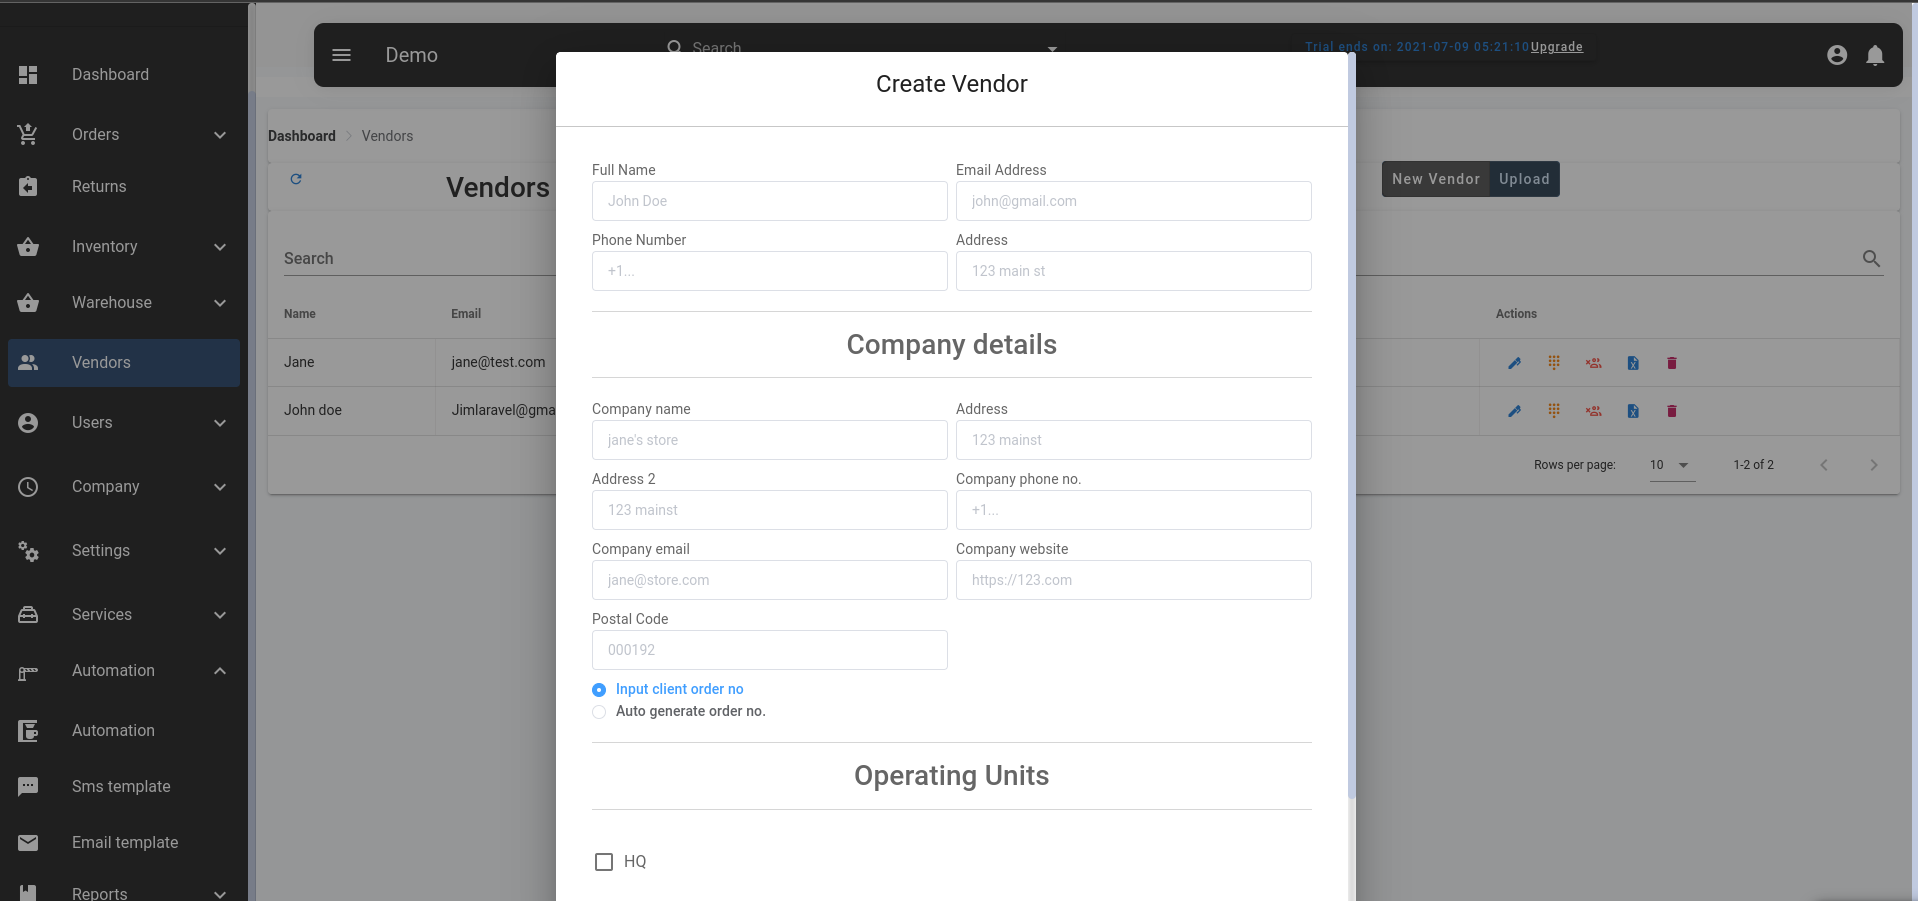 Dashboard
Orders
Returns
Inventory
Warehouse
Vendors
Users
Company
Settings
Services
Automation
Automation
Sms template
Email template
Reports
Demo
Search
Trial ends on: 2021-07-09 05:21:10 Upgrade
Dashboard Vendors
Vendors
New Vendor Upload
Search
Name Email Actions
Jane jane@test.com
John doe Jimlaravel@gma
Rows per page: 10 1-2 of 2
Create Vendor
Full Name Email Address
John Doe john@gmail.com
Phone Number Address
+1... 123 main st
Company details
Company name Address
jane's store 123 mainst
Address 2 Company phone no.
123 mainst +1...
Company email Company website
jane@store.com https://123.com
Postal Code
000192
Input client order no
Auto generate order no.
Operating Units
HQ